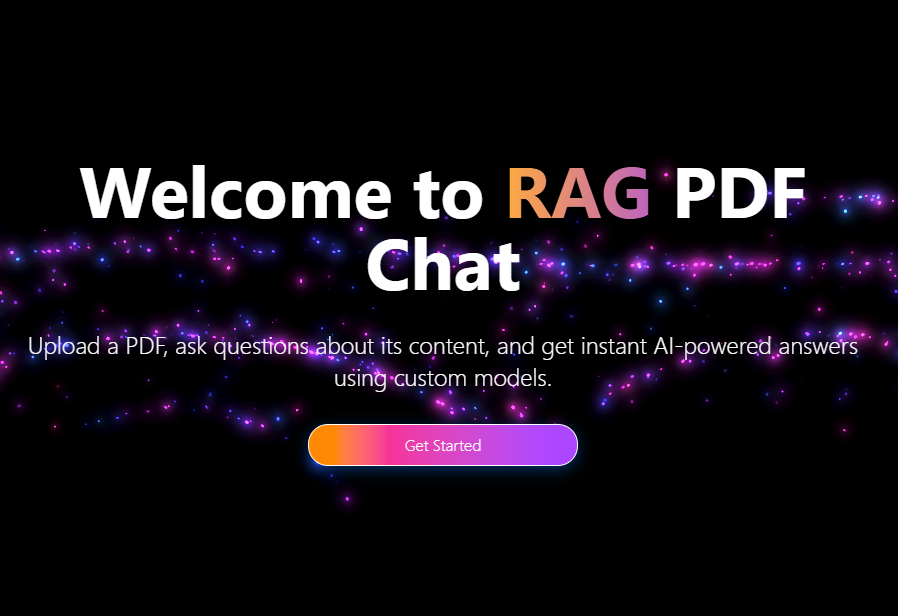 Welcome to RAG PDF
Chat
Upload a PDF, ask questions about its content, and get instant AI-powered answers
using custom models.
Get Started